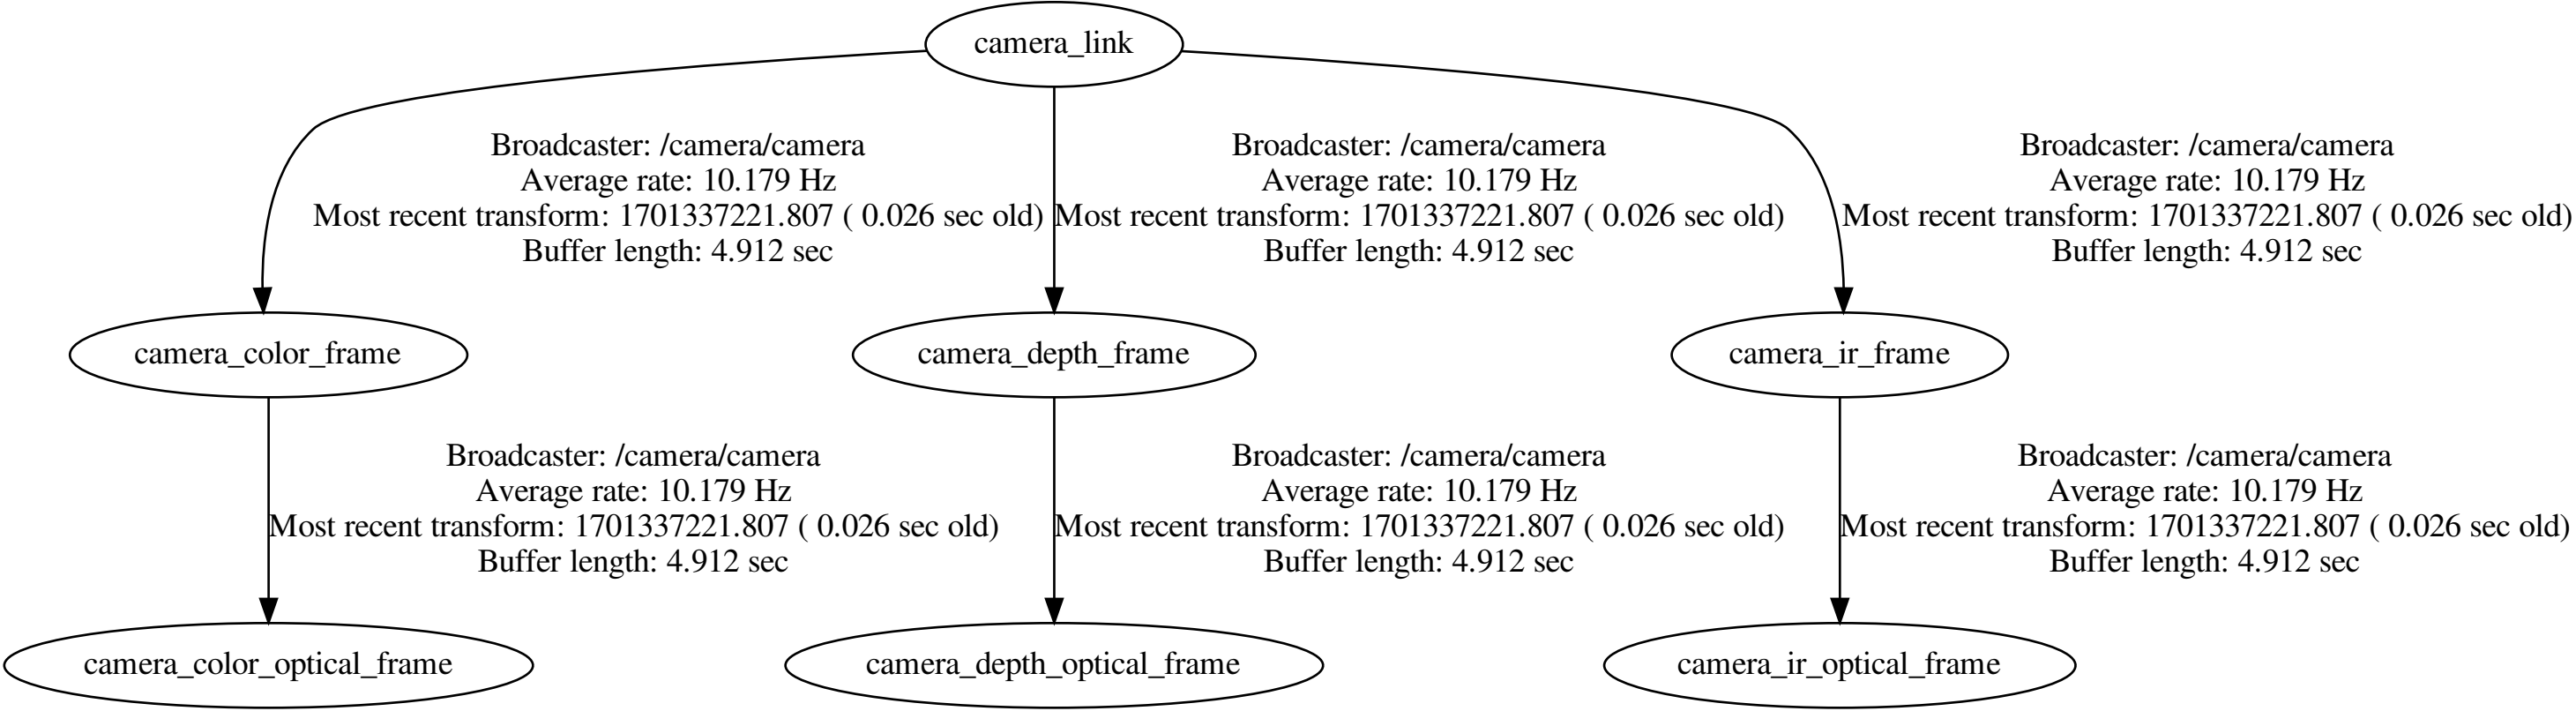 camera_link
Broadcaster: /camera/camera
Average rate: 10.179 Hz
Most recent transform: 1701337221.807 ( 0.026 sec old)
Buffer length: 4.912 sec
Broadcaster: /camera/camera
Average rate: 10.179 Hz
Most recent transform: 1701337221.807 ( 0.026 sec old)
Buffer length: 4.912 sec
Broadcaster: /camera/camera
Average rate: 10.179 Hz
Most recent transform: 1701337221.807 ( 0.026 sec old)
Buffer length: 4.912 sec
camera_color_frame
camera_depth_frame
camera_ir_frame
Broadcaster: /camera/camera
Average rate: 10.179 Hz
Most recent transform: 1701337221.807 ( 0.026 sec old)
Buffer length: 4.912 sec
Broadcaster: /camera/camera
Average rate: 10.179 Hz
Most recent transform: 1701337221.807 ( 0.026 sec old)
Buffer length: 4.912 sec
Broadcaster: /camera/camera
Average rate: 10.179 Hz
Most recent transform: 1701337221.807 ( 0.026 sec old)
Buffer length: 4.912 sec
camera_color_optical_frame
camera_depth_optical_frame
camera_ir_optical_frame